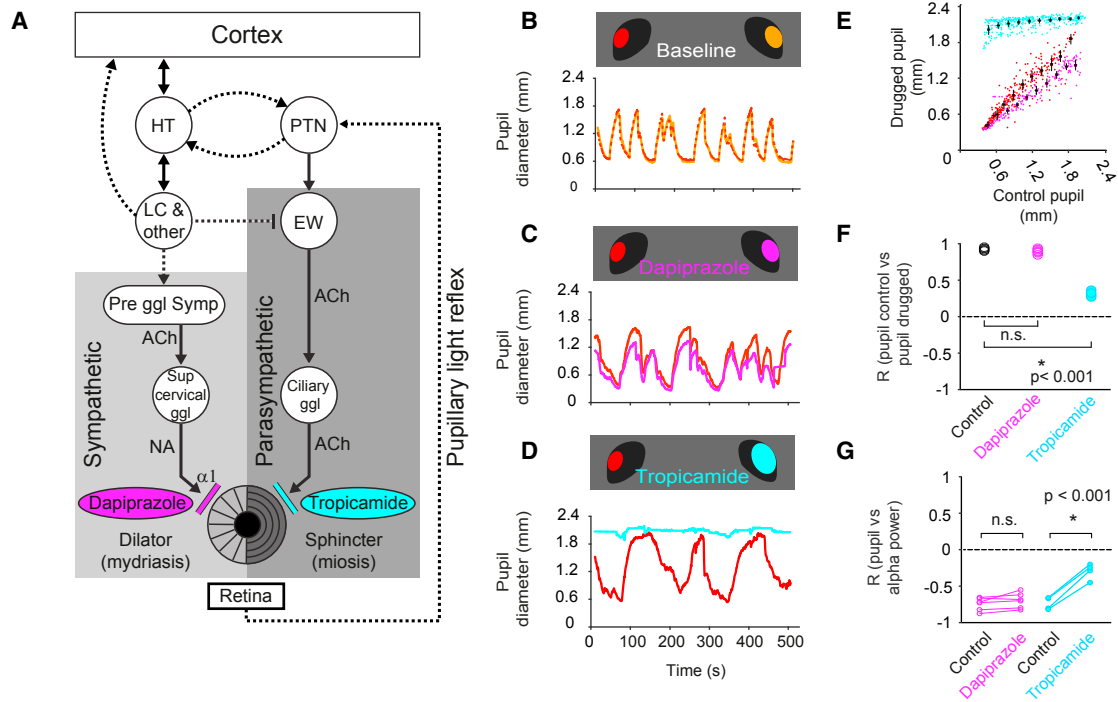 A
Cortex
HT
PTN
LC &
other
EW
Pre ggl Symp
ACh
ACh
Sup
cervical
ggl
Ciliary
ggl
NA
ACh
α1
Sympathetic
Parasympathetic
Pupillary light reflex
Dapiprazole
Tropicamide
Dilator
(mydriasis)
Sphincter
(miosis)
Retina
B
Baseline
Pupil
diameter (mm)
2.4
1.8
1.2
0.6
0
C
Dapiprazole
Pupil
diameter (mm)
2.4
1.8
1.2
0.6
0
D
Tropicamide
Pupil
diameter (mm)
2.4
1.8
1.2
0.6
0
0 100 200 300 400 500
Time (s)
E
Drugged pupil
(mm)
2.4
1.8
1.2
0.6
0
0.6 1.2 1.8 2.4
Control pupil
(mm)
F
R (pupil control vs
pupil drugged)
1
0.5
0
-0.5
-1
n.s.
*
p< 0.001
Control
Dapiprazole
Tropicamide
G
R (pupil vs
alpha power)
1
0.5
0
-0.5
-1
n.s.
p < 0.001
*
Control
Dapiprazole
Control
Tropicamide